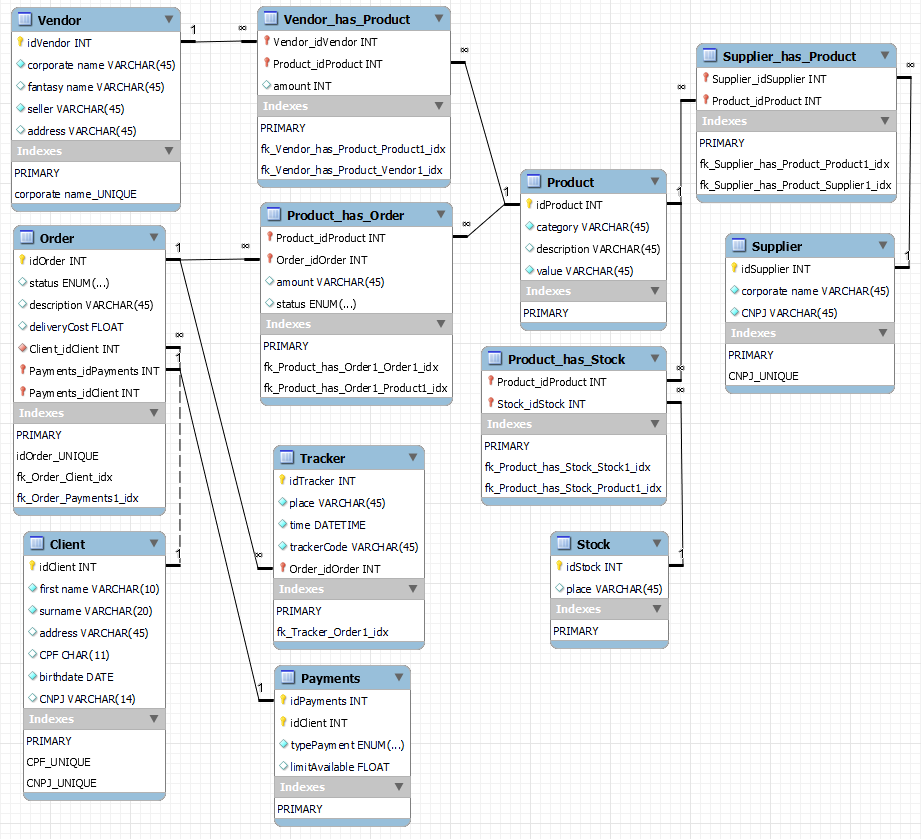 Vendor
idVendor INT
corporate name VARCHAR(45)
fantasy name VARCHAR(45)
seller VARCHAR(45)
address VARCHAR(45)
Indexes
PRIMARY
corporate name_UNIQUE
1
∞
Vendor_has_Product
Vendor_idVendor INT
Product_idProduct INT
amount INT
Indexes
PRIMARY
fk_Vendor_has_Product_Product1_idx
fk_Vendor_has_Product_Vendor1_idx
∞
Supplier_has_Product
Supplier_idSupplier INT
Product_idProduct INT
Indexes
PRIMARY
fk_Supplier_has_Product_Product1_idx
fk_Supplier_has_Product_Supplier1_idx
∞
∞
Product
idProduct INT
category VARCHAR(45)
description VARCHAR(45)
value VARCHAR(45)
Indexes
PRIMARY
1
1
Order
idOrder INT
status ENUM(...)
description VARCHAR(45)
deliveryCost FLOAT
Client_idClient INT
Payments_idPayments INT
Payments_idClient INT
Indexes
PRIMARY
idOrder_UNIQUE
fk_Order_Client_idx
fk_Order_Payments1_idx
1
∞
∞
1
Product_has_Order
Product_idProduct INT
Order_idOrder INT
amount VARCHAR(45)
status ENUM(...)
Indexes
PRIMARY
fk_Product_has_Order1_Order1_idx
fk_Product_has_Order1_Product1_idx
∞
Supplier
idSupplier INT
corporate name VARCHAR(45)
CNPJ VARCHAR(45)
Indexes
PRIMARY
CNPJ_UNIQUE
1
Product_has_Stock
Product_idProduct INT
Stock_idStock INT
Indexes
PRIMARY
fk_Product_has_Stock_Stock1_idx
fk_Product_has_Stock_Product1_idx
∞
∞
Tracker
idTracker INT
place VARCHAR(45)
time DATETIME
trackerCode VARCHAR(45)
Order_idOrder INT
Indexes
PRIMARY
fk_Tracker_Order1_idx
∞
Client
idClient INT
first name VARCHAR(10)
surname VARCHAR(20)
address VARCHAR(45)
CPF CHAR(11)
birthdate DATE
CNPJ VARCHAR(14)
Indexes
PRIMARY
CPF_UNIQUE
CNPJ_UNIQUE
1
Stock
idStock INT
place VARCHAR(45)
Indexes
PRIMARY
1
Payments
idPayments INT
idClient INT
typePayment ENUM(...)
limitAvailable FLOAT
Indexes
PRIMARY
1